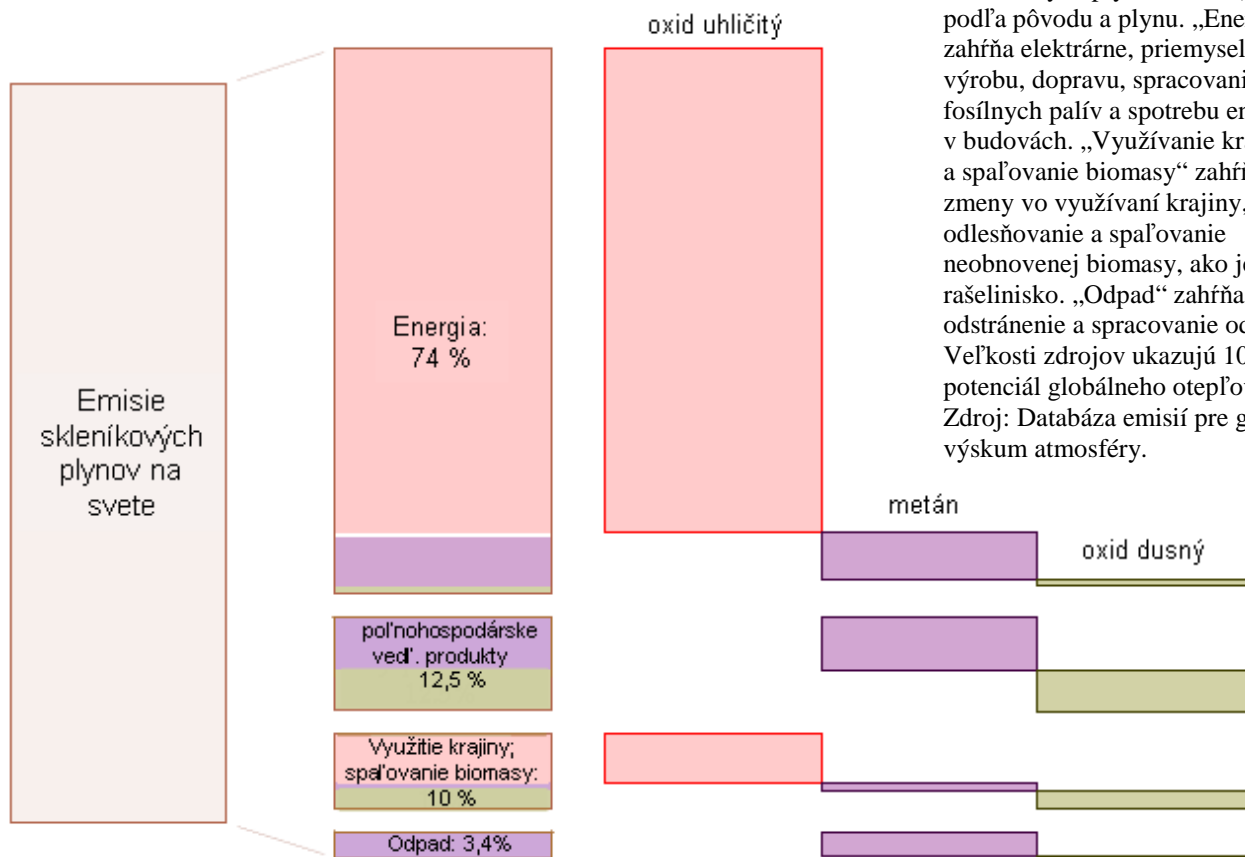 podľa pôvodu a plynu. „Ene
zahŕňa elektrárne, priemysel
výrobu, dopravu, spracovani
fosílnych palív a spotrebu en
v budovách. „Využívanie kra
a spaľovanie biomasy“ zahŕň
zmeny vo využívaní krajiny,
odlesňovanie a spaľovanie
neobnovenej biomasy, ako je
rašelinisko. „Odpad“ zahŕňa
odstránenie a spracovanie od
Veľkosti zdrojov ukazujú 10
potenciál globálneho otepľov
Zdroj: Databáza emisií pre g
výskum atmosféry.
oxid uhličitý
metán
oxid dusný
Emisie
skleníkových
plynov na
svete
Energia:
74 %
poľnohospodárske
veď. produkty
12,5 %
Využitie krajiny;
spaľovanie biomasy:
10 %
Odpad: 3,4%